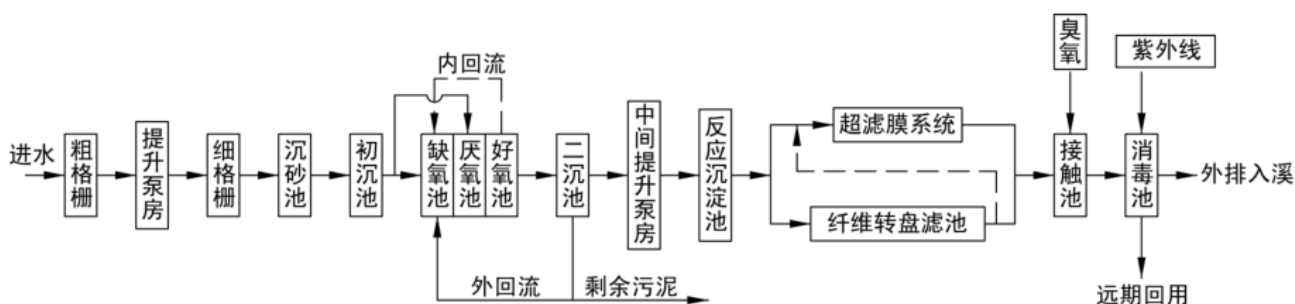 进水
粗格栅
提升泵房
细格栅
沉砂池
初沉池
内回流
缺氧池
厌氧池
好氧池
外回流
二沉池
剩余污泥
中间提升泵房
反应沉淀池
超滤膜系统
纤维转盘滤池
臭氧
接触池
紫外线
消毒池
外排入溪
远期回用